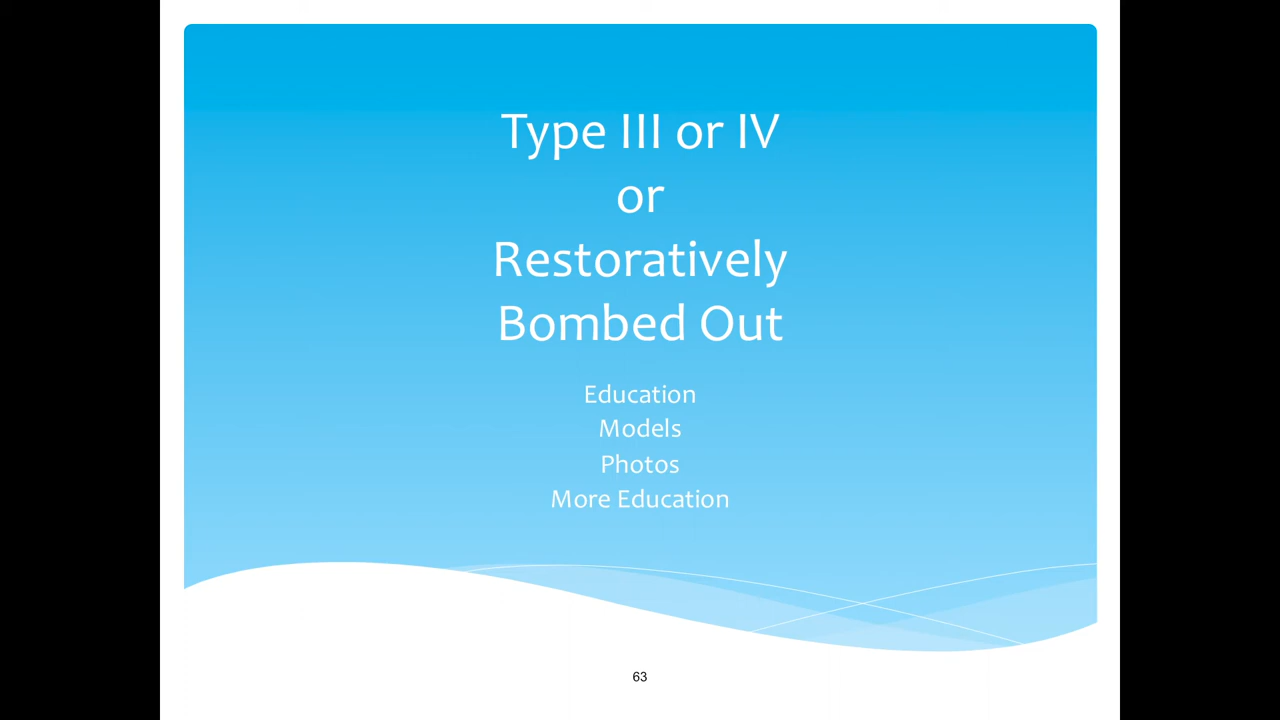 Type III or IV
or
Restoratively
Bombed Out
Education
Models
Photos
More Education
63